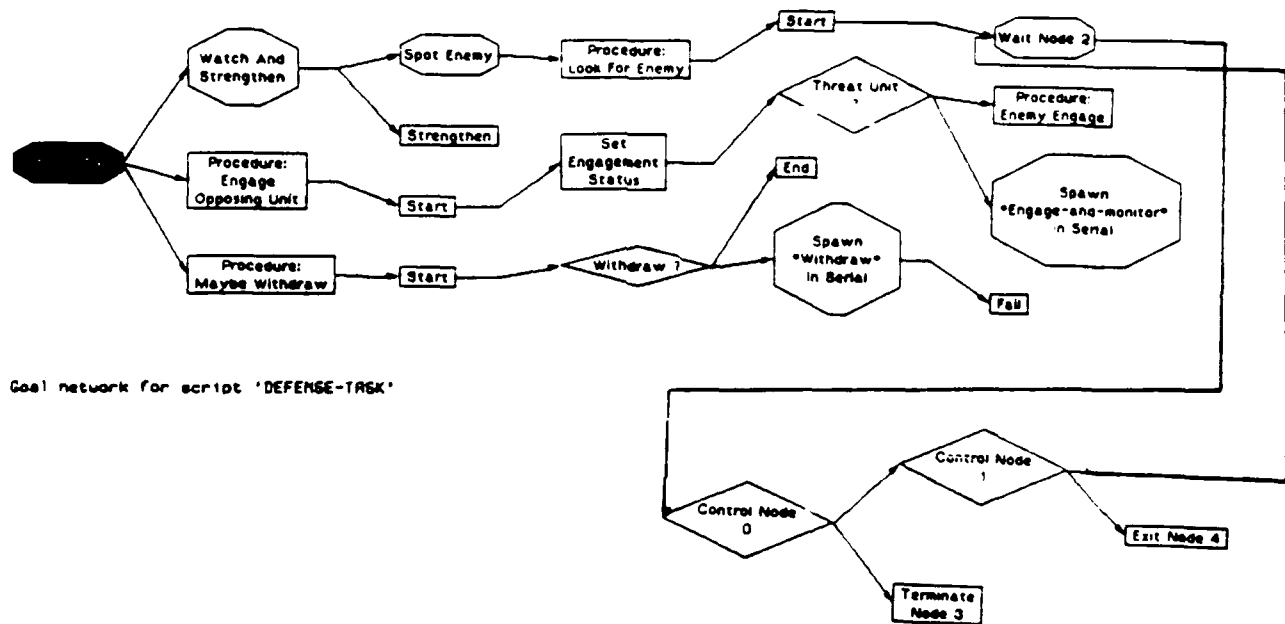 Start
Wait Node 2
Watch And
Strengthen
Spot Enemy
Procedure:
Look For Enemy
Threat Unit
?
Procedure:
Enemy Engage
Strengthen
Set
Engagement
Status
Procedure:
Engage
Opposing Unit
Start
End
Spawn
"Engage-and-monitor"
in Serial
Procedure:
Maybe Withdraw
Start
Withdraw ?
Spawn
"Withdraw"
in Serial
Fail
Goal network for script 'DEFENSE-TASK'
Control Node
1
Control Node
0
Exit Node 4
Terminate
Node 3